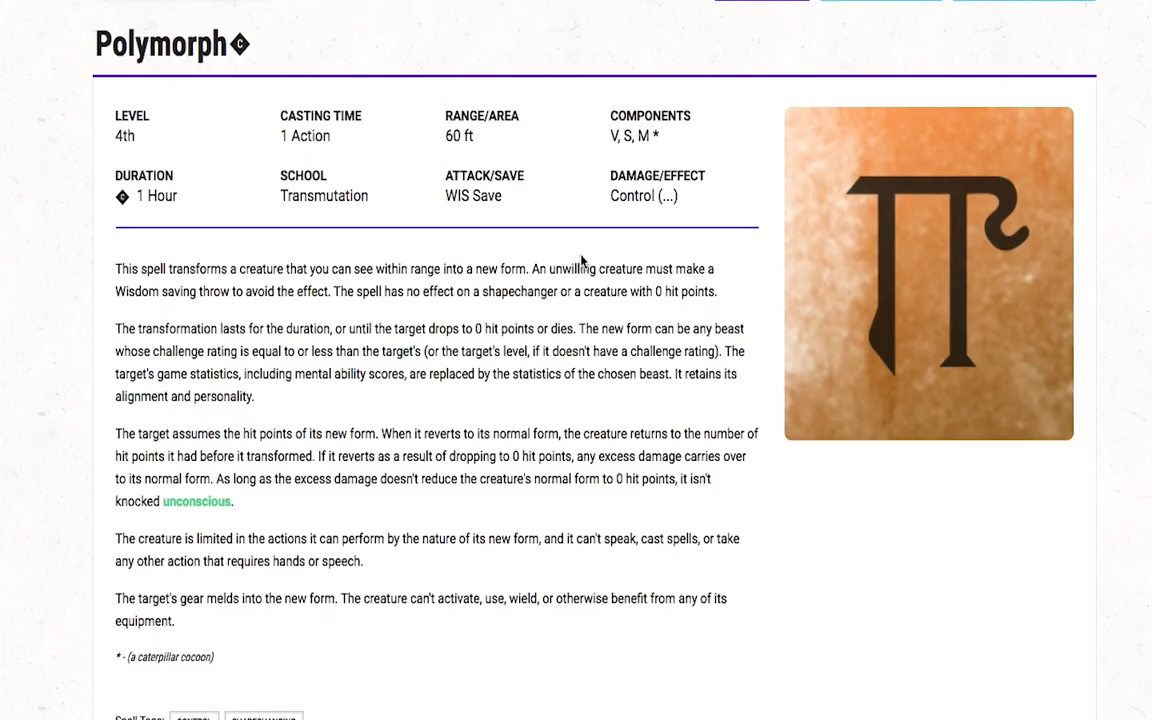 Polymorph
LEVEL CASTING TIME RANGE/AREA COMPONENTS
4th 1 Action 60 ft V, S, M *
DURATION SCHOOL ATTACK/SAVE DAMAGE/EFFECT
1 Hour Transmutation WIS Save Control (...)
This spell transforms a creature that you can see within range into a new form. An unwilling creature must make a
Wisdom saving throw to avoid the effect. The spell has no effect on a shapechanger or a creature with 0 hit points.
The transformation lasts for the duration, or until the target drops to 0 hit points or dies. The new form can be any beast
whose challenge rating is equal to or less than the target's (or the target's level, if it doesn't have a challenge rating). The
target's game statistics, including mental ability scores, are replaced by the statistics of the chosen beast. It retains its
alignment and personality.
The target assumes the hit points of its new form. When it reverts to its normal form, the creature returns to the number of
hit points it had before it transformed. If it reverts as a result of dropping to 0 hit points, any excess damage carries over
to its normal form. As long as the excess damage doesn't reduce the creature's normal form to 0 hit points, it isn't
knocked unconscious.
The creature is limited in the actions it can perform by the nature of its new form, and it can't speak, cast spells, or take
any other action that requires hands or speech.
The target's gear melds into the new form. The creature can't activate, use, wield, or otherwise benefit from any of its
equipment.
* - (a caterpillar cocoon)
Spell Tags: CONTROL SHAPECHANGING